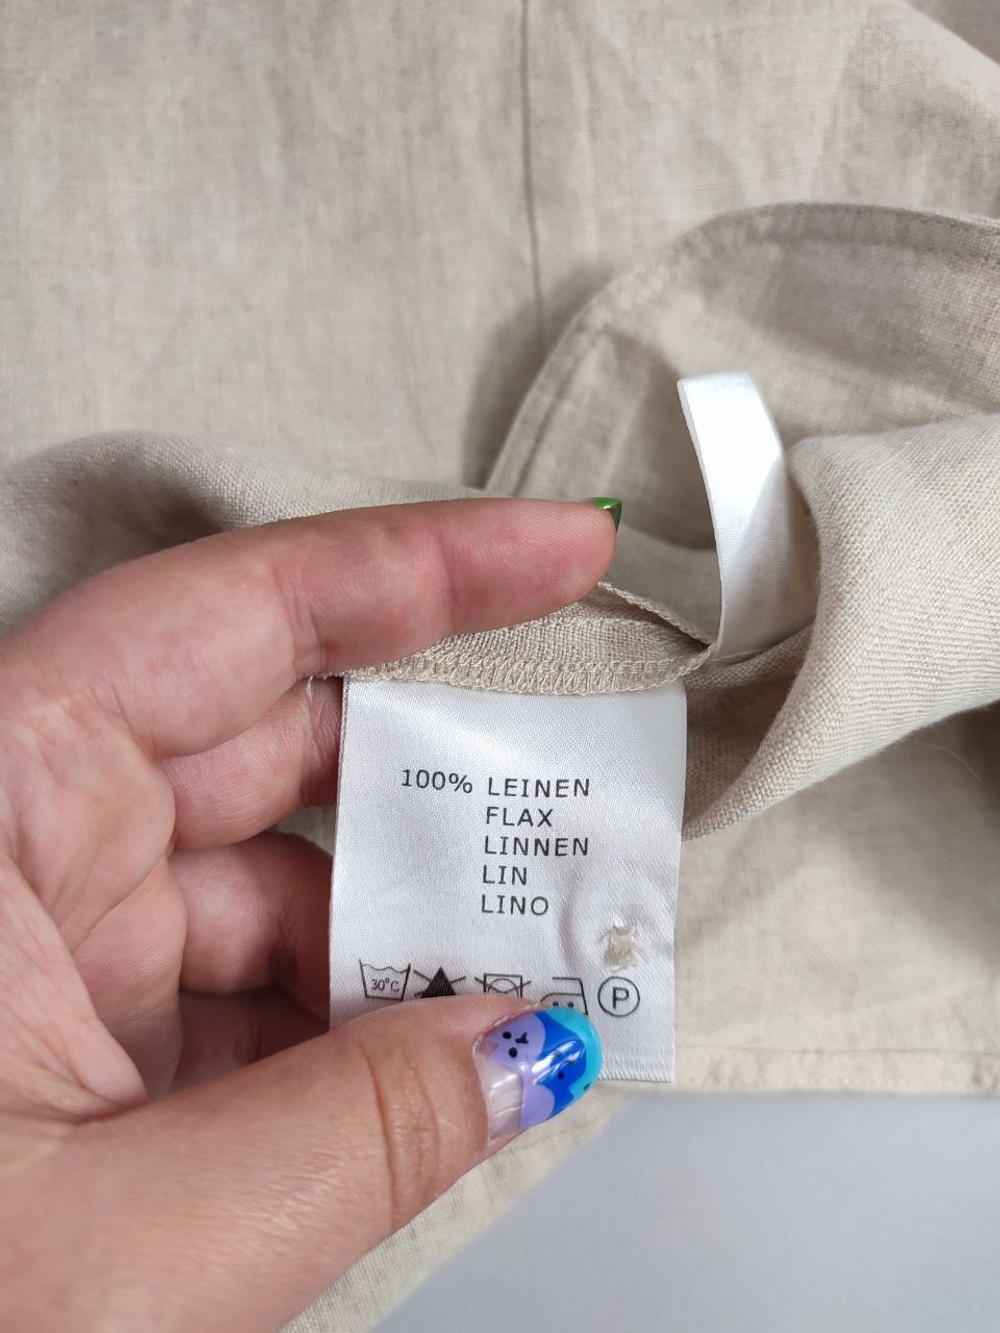 100% LEINEN
FLAX
LINNEN
LIN
LINO
30°C P